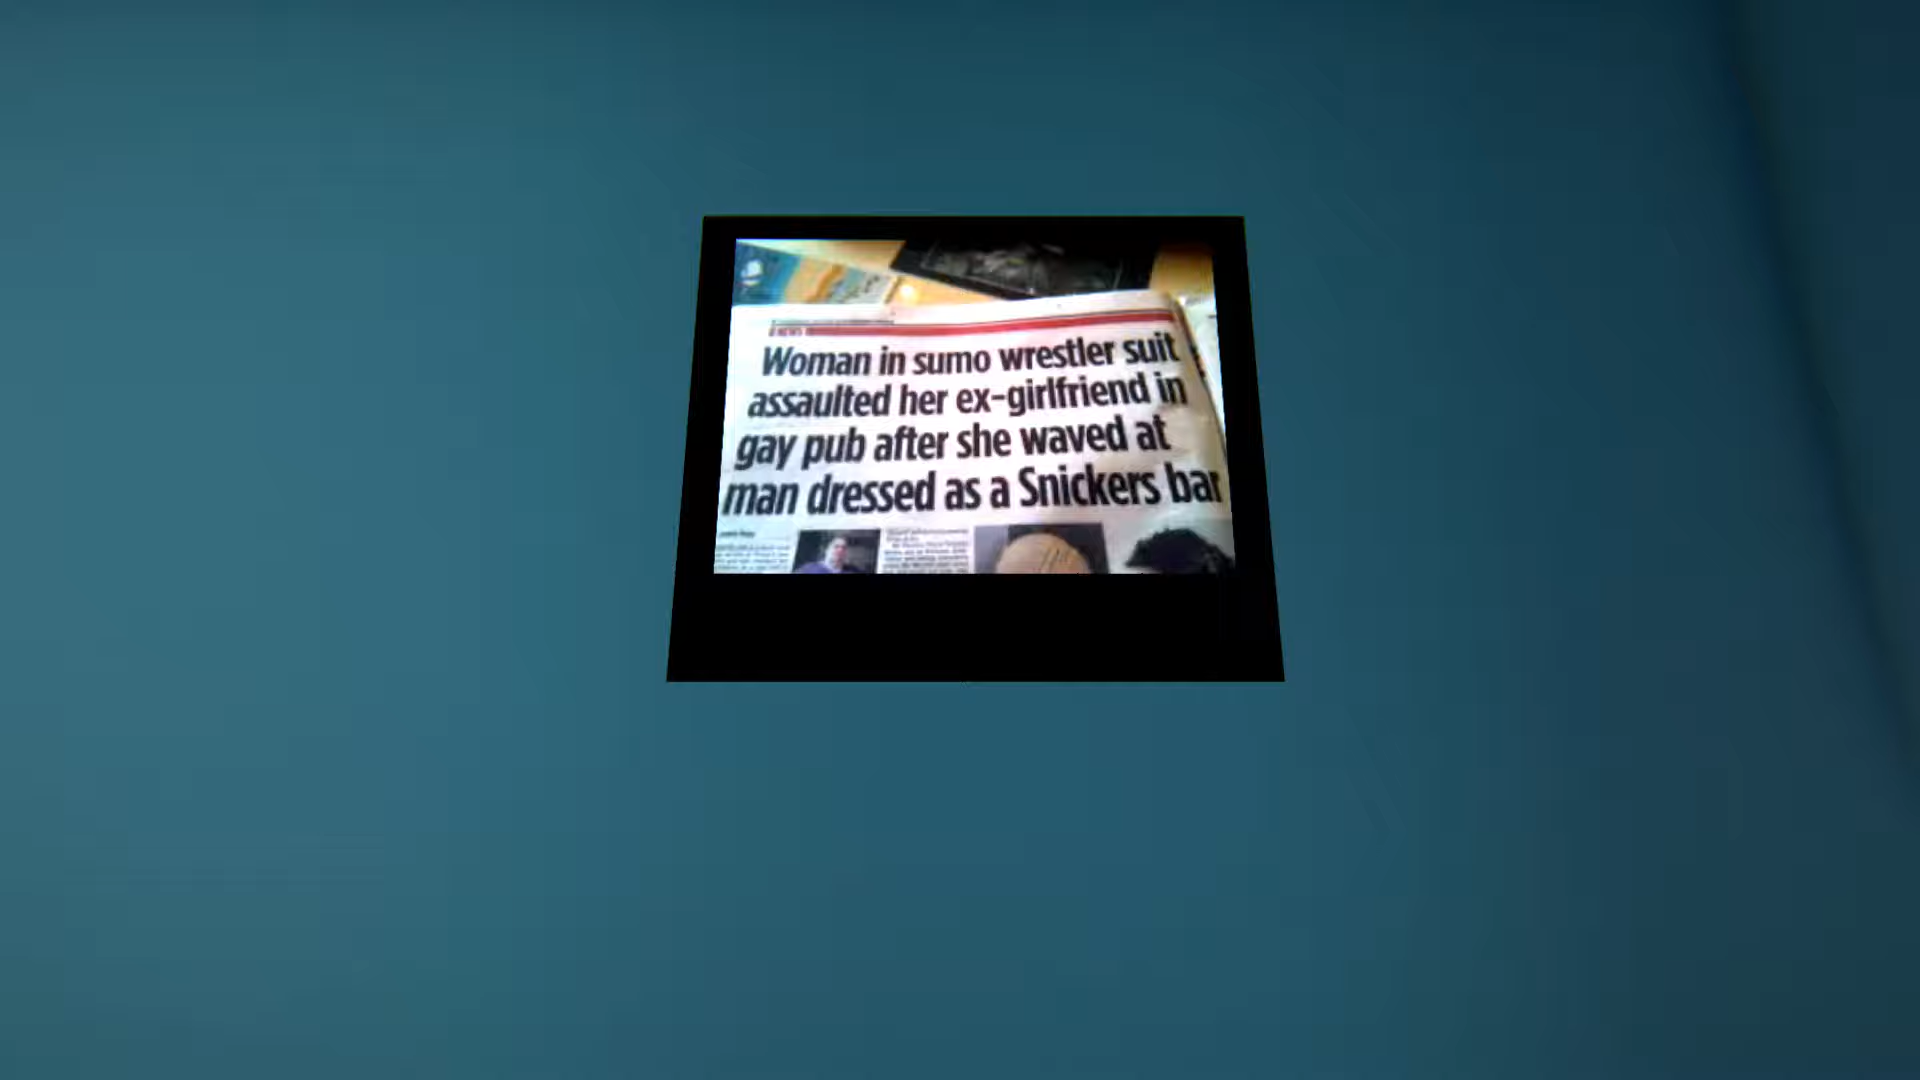 NEWS
Woman in sumo wrestler suit
assaulted her ex-girlfriend in
gay pub after she waved at
man dressed as a Snickers bar